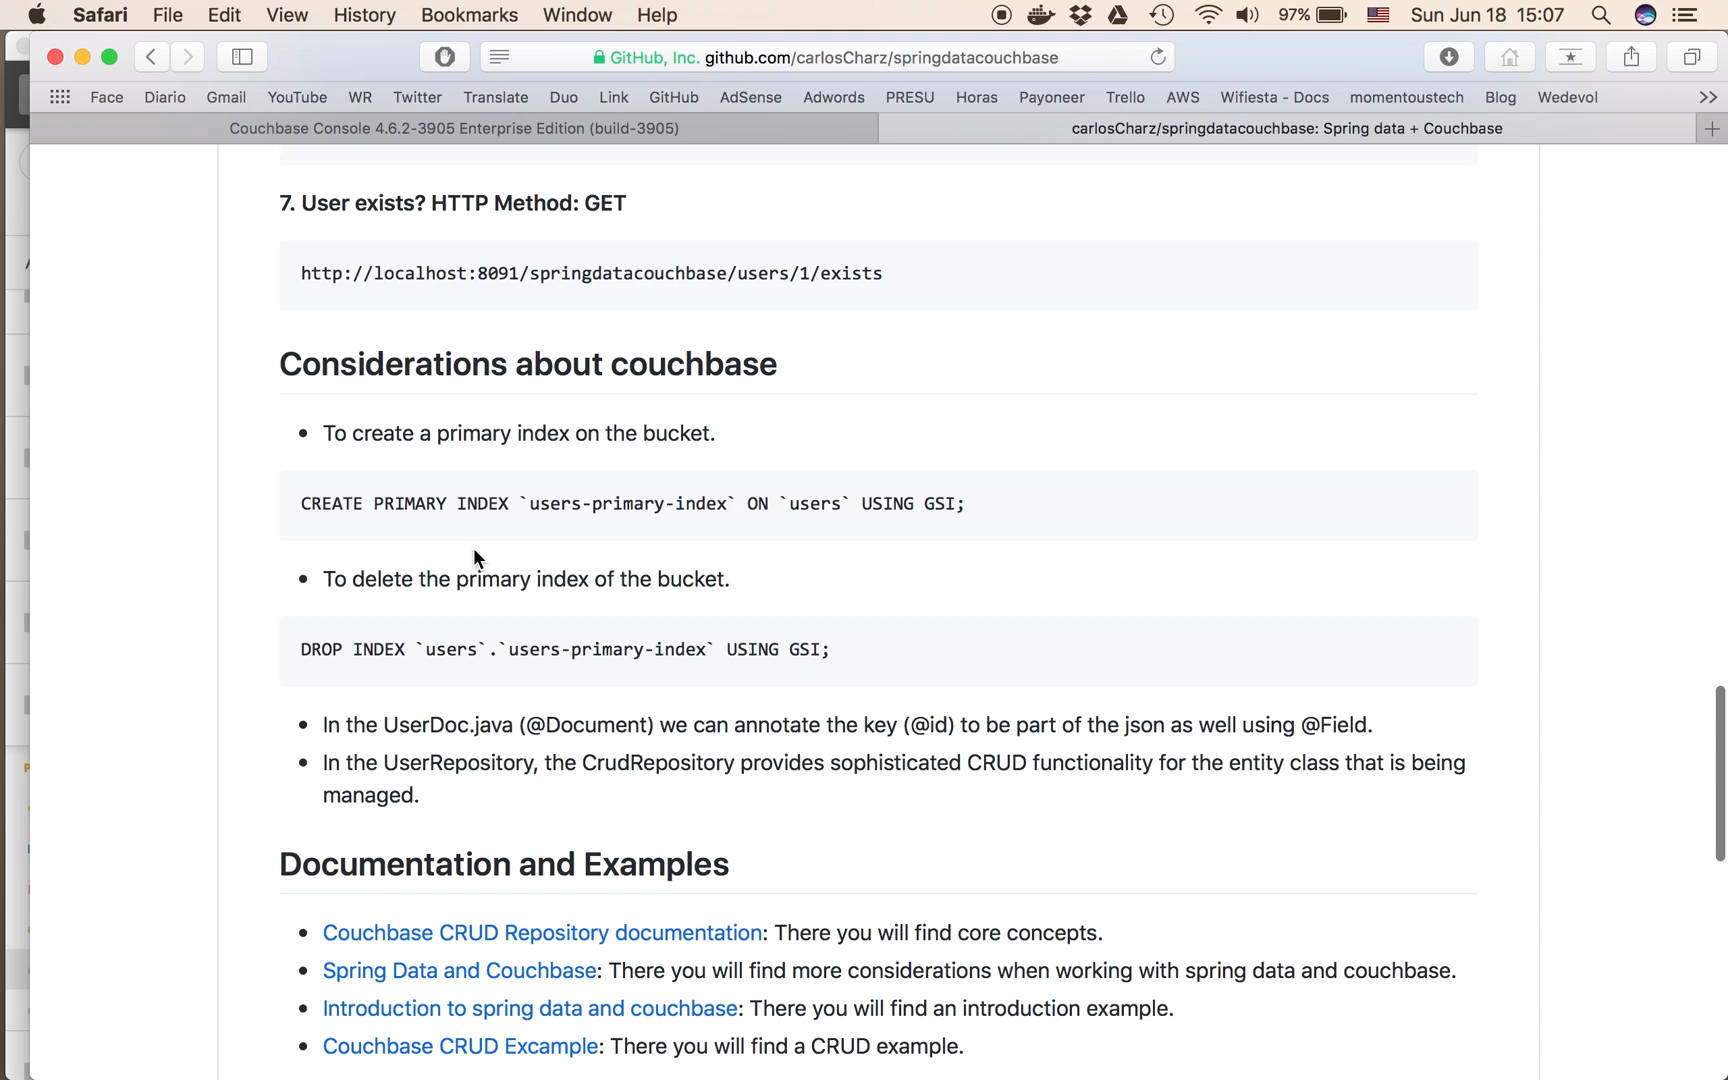 Safari File Edit View History Bookmarks Window Help 97% Sun Jun 18 15:07
GitHub, Inc. github.com/carlosCharz/springdatacouchbase
Face Diario Gmail YouTube WR Twitter Translate Duo Link GitHub AdSense Adwords PRESU Horas Payoneer Trello AWS Wifiesta - Docs momentoustech Blog Wedevol >>
Couchbase Console 4.6.2-3905 Enterprise Edition (build-3905) carlosCharz/springdatacouchbase: Spring data + Couchbase
7. User exists? HTTP Method: GET
http://localhost:8091/springdatacouchbase/users/1/exists
Considerations about couchbase
• To create a primary index on the bucket.
CREATE PRIMARY INDEX `users-primary-index` ON `users` USING GSI;
• To delete the primary index of the bucket.
DROP INDEX `users`.`users-primary-index` USING GSI;
• In the UserDoc.java (@Document) we can annotate the key (@id) to be part of the json as well using @Field.
• In the UserRepository, the CrudRepository provides sophisticated CRUD functionality for the entity class that is being
managed.
Documentation and Examples
• Couchbase CRUD Repository documentation: There you will find core concepts.
• Spring Data and Couchbase: There you will find more considerations when working with spring data and couchbase.
• Introduction to spring data and couchbase: There you will find an introduction example.
• Couchbase CRUD Excample: There you will find a CRUD example.